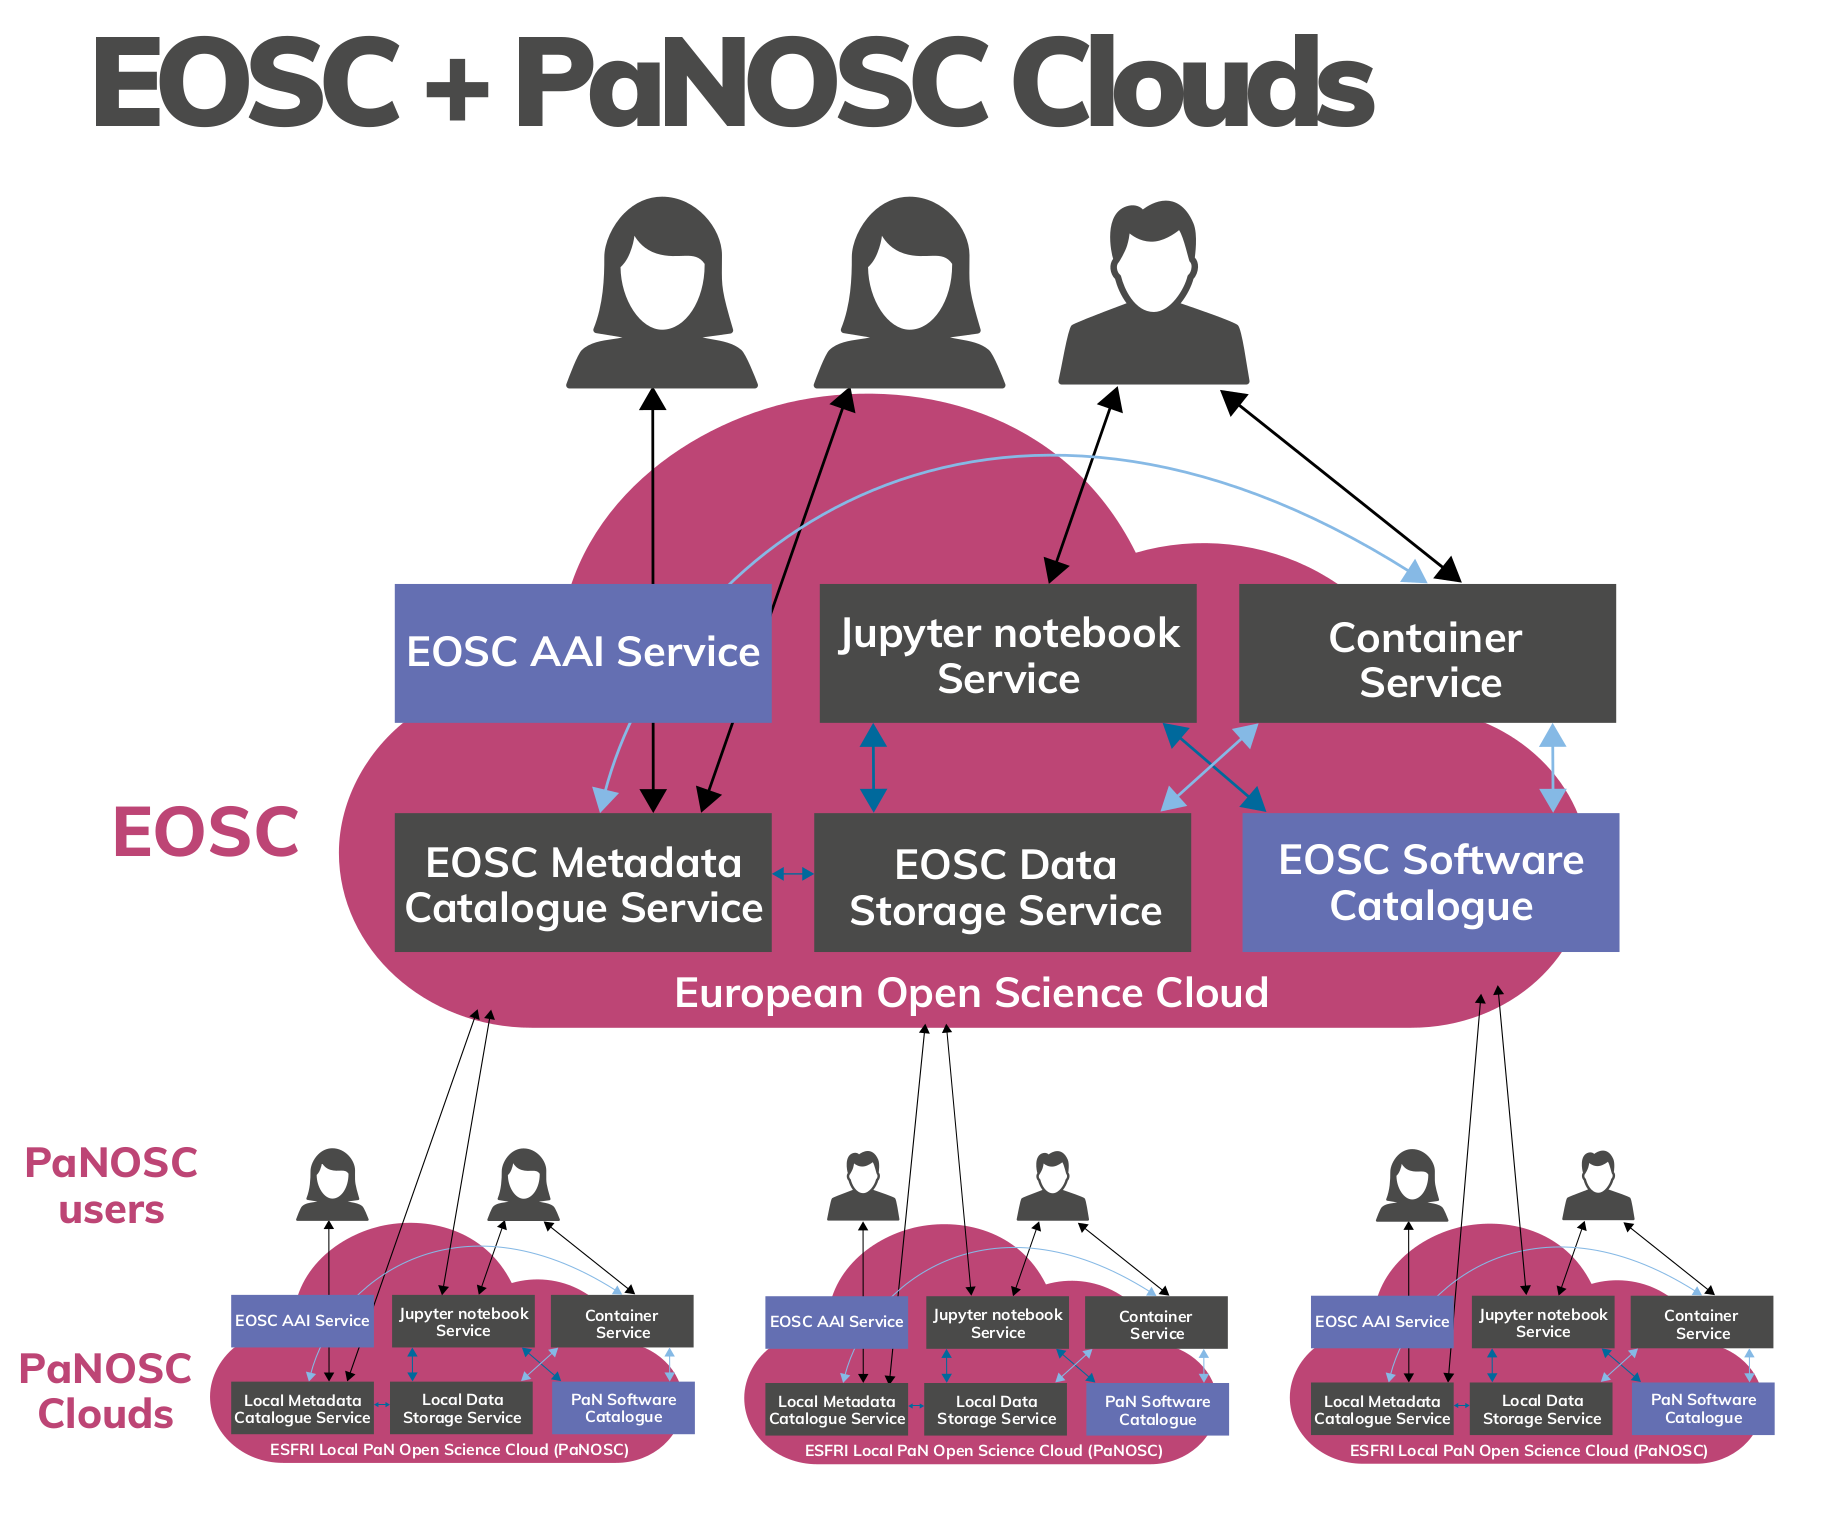 EOSC + PaNOSC Clouds
EOSC AAI Service
Jupyter notebook
Service
Container
Service
EOSC
EOSC Metadata
Catalogue Service
EOSC Data
Storage Service
EOSC Software
Catalogue
European Open Science Cloud
PaNOSC
users
PaNOSC
Clouds
EOSC AAI Service
Jupyter notebook
Service
Container
Service
Local Metadata
Catalogue Service
Local Data
Storage Service
PaN Software
Catalogue
ESFRI Local PaN Open Science Cloud (PaNOSC)
EOSC AAI Service
Jupyter notebook
Service
Container
Service
Local Metadata
Catalogue Service
Local Data
Storage Service
PaN Software
Catalogue
ESFRI Local PaN Open Science Cloud (PaNOSC)
EOSC AAI Service
Jupyter notebook
Service
Container
Service
Local Metadata
Catalogue Service
Local Data
Storage Service
PaN Software
Catalogue
ESFRI Local PaN Open Science Cloud (PaNOSC)